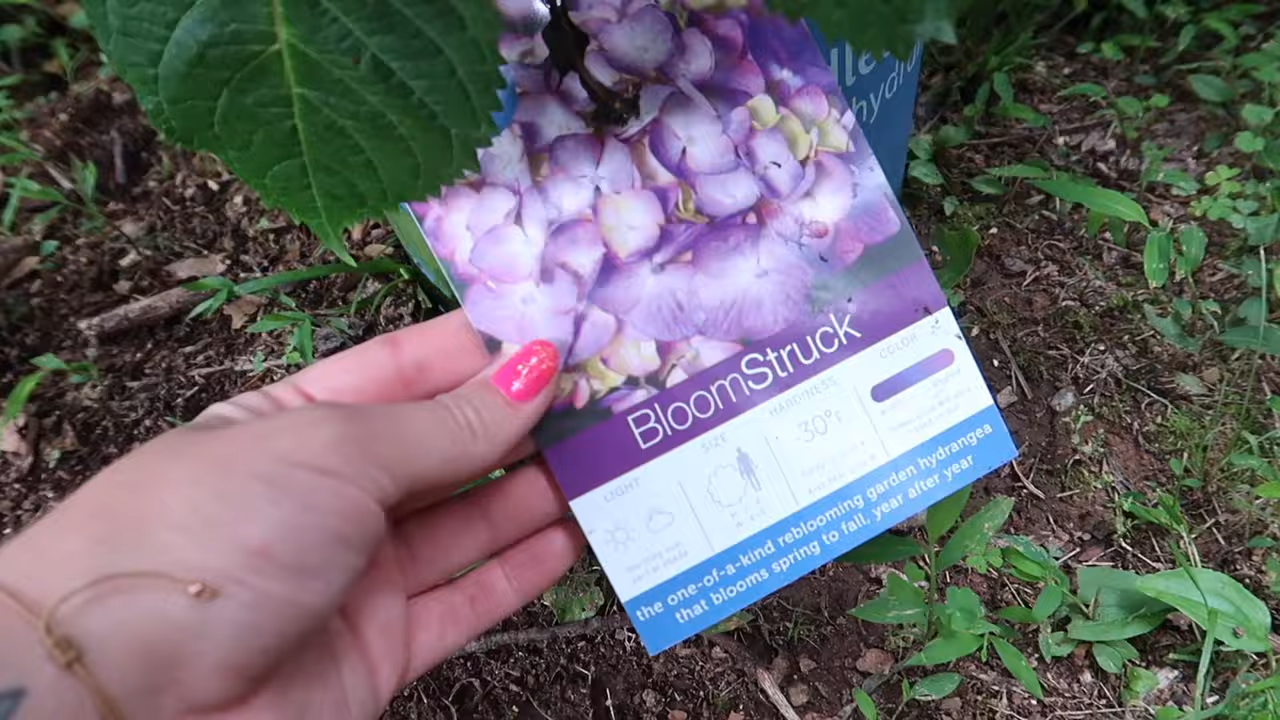 hydra
BloomStruck
LIGHT
SIZE
HARDINESS
COLOR
-30°F
the one-of-a-kind reblooming garden hydrangea
that blooms spring to fall, year after year